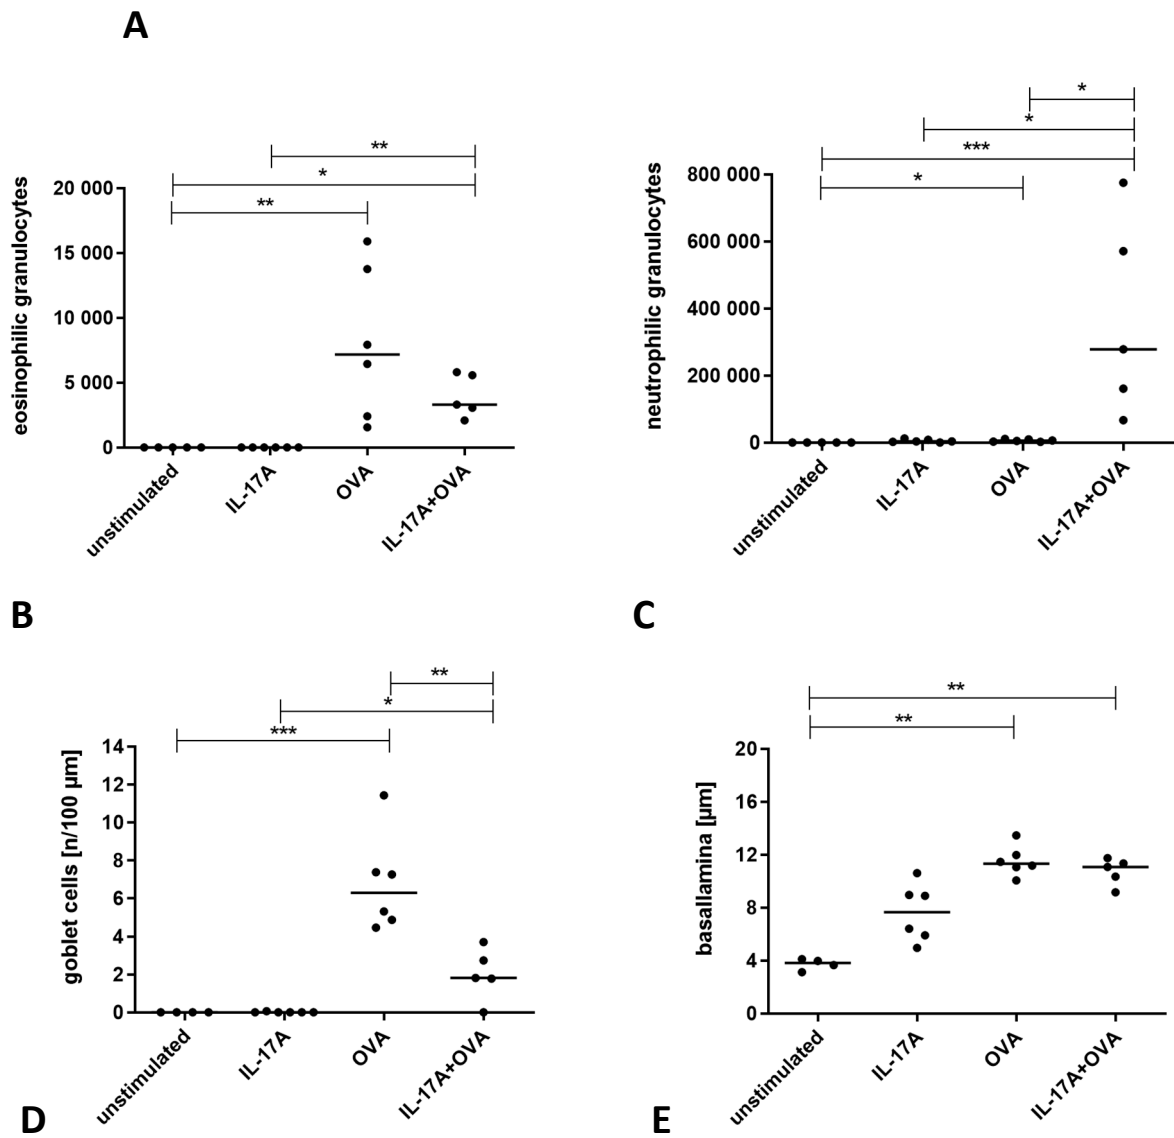 A
eosinophilic granulocytes
**
*
**
20 000
15 000
10 000
5 000
0
unstimulated
IL-17A
OVA
IL-17A+OVA
neutrophilic granulocytes
*
*
***
*
800 000
600 000
400 000
200 000
0
unstimulated
IL-17A
OVA
IL-17A+OVA
B
C
goblet cells [n/100 µm]
**
*
***
14
12
10
8
6
4
2
0
unstimulated
IL-17A
OVA
IL-17A+OVA
basallamina [µm]
**
**
20
16
12
8
4
0
unstimulated
IL-17A
OVA
IL-17A+OVA
D
E